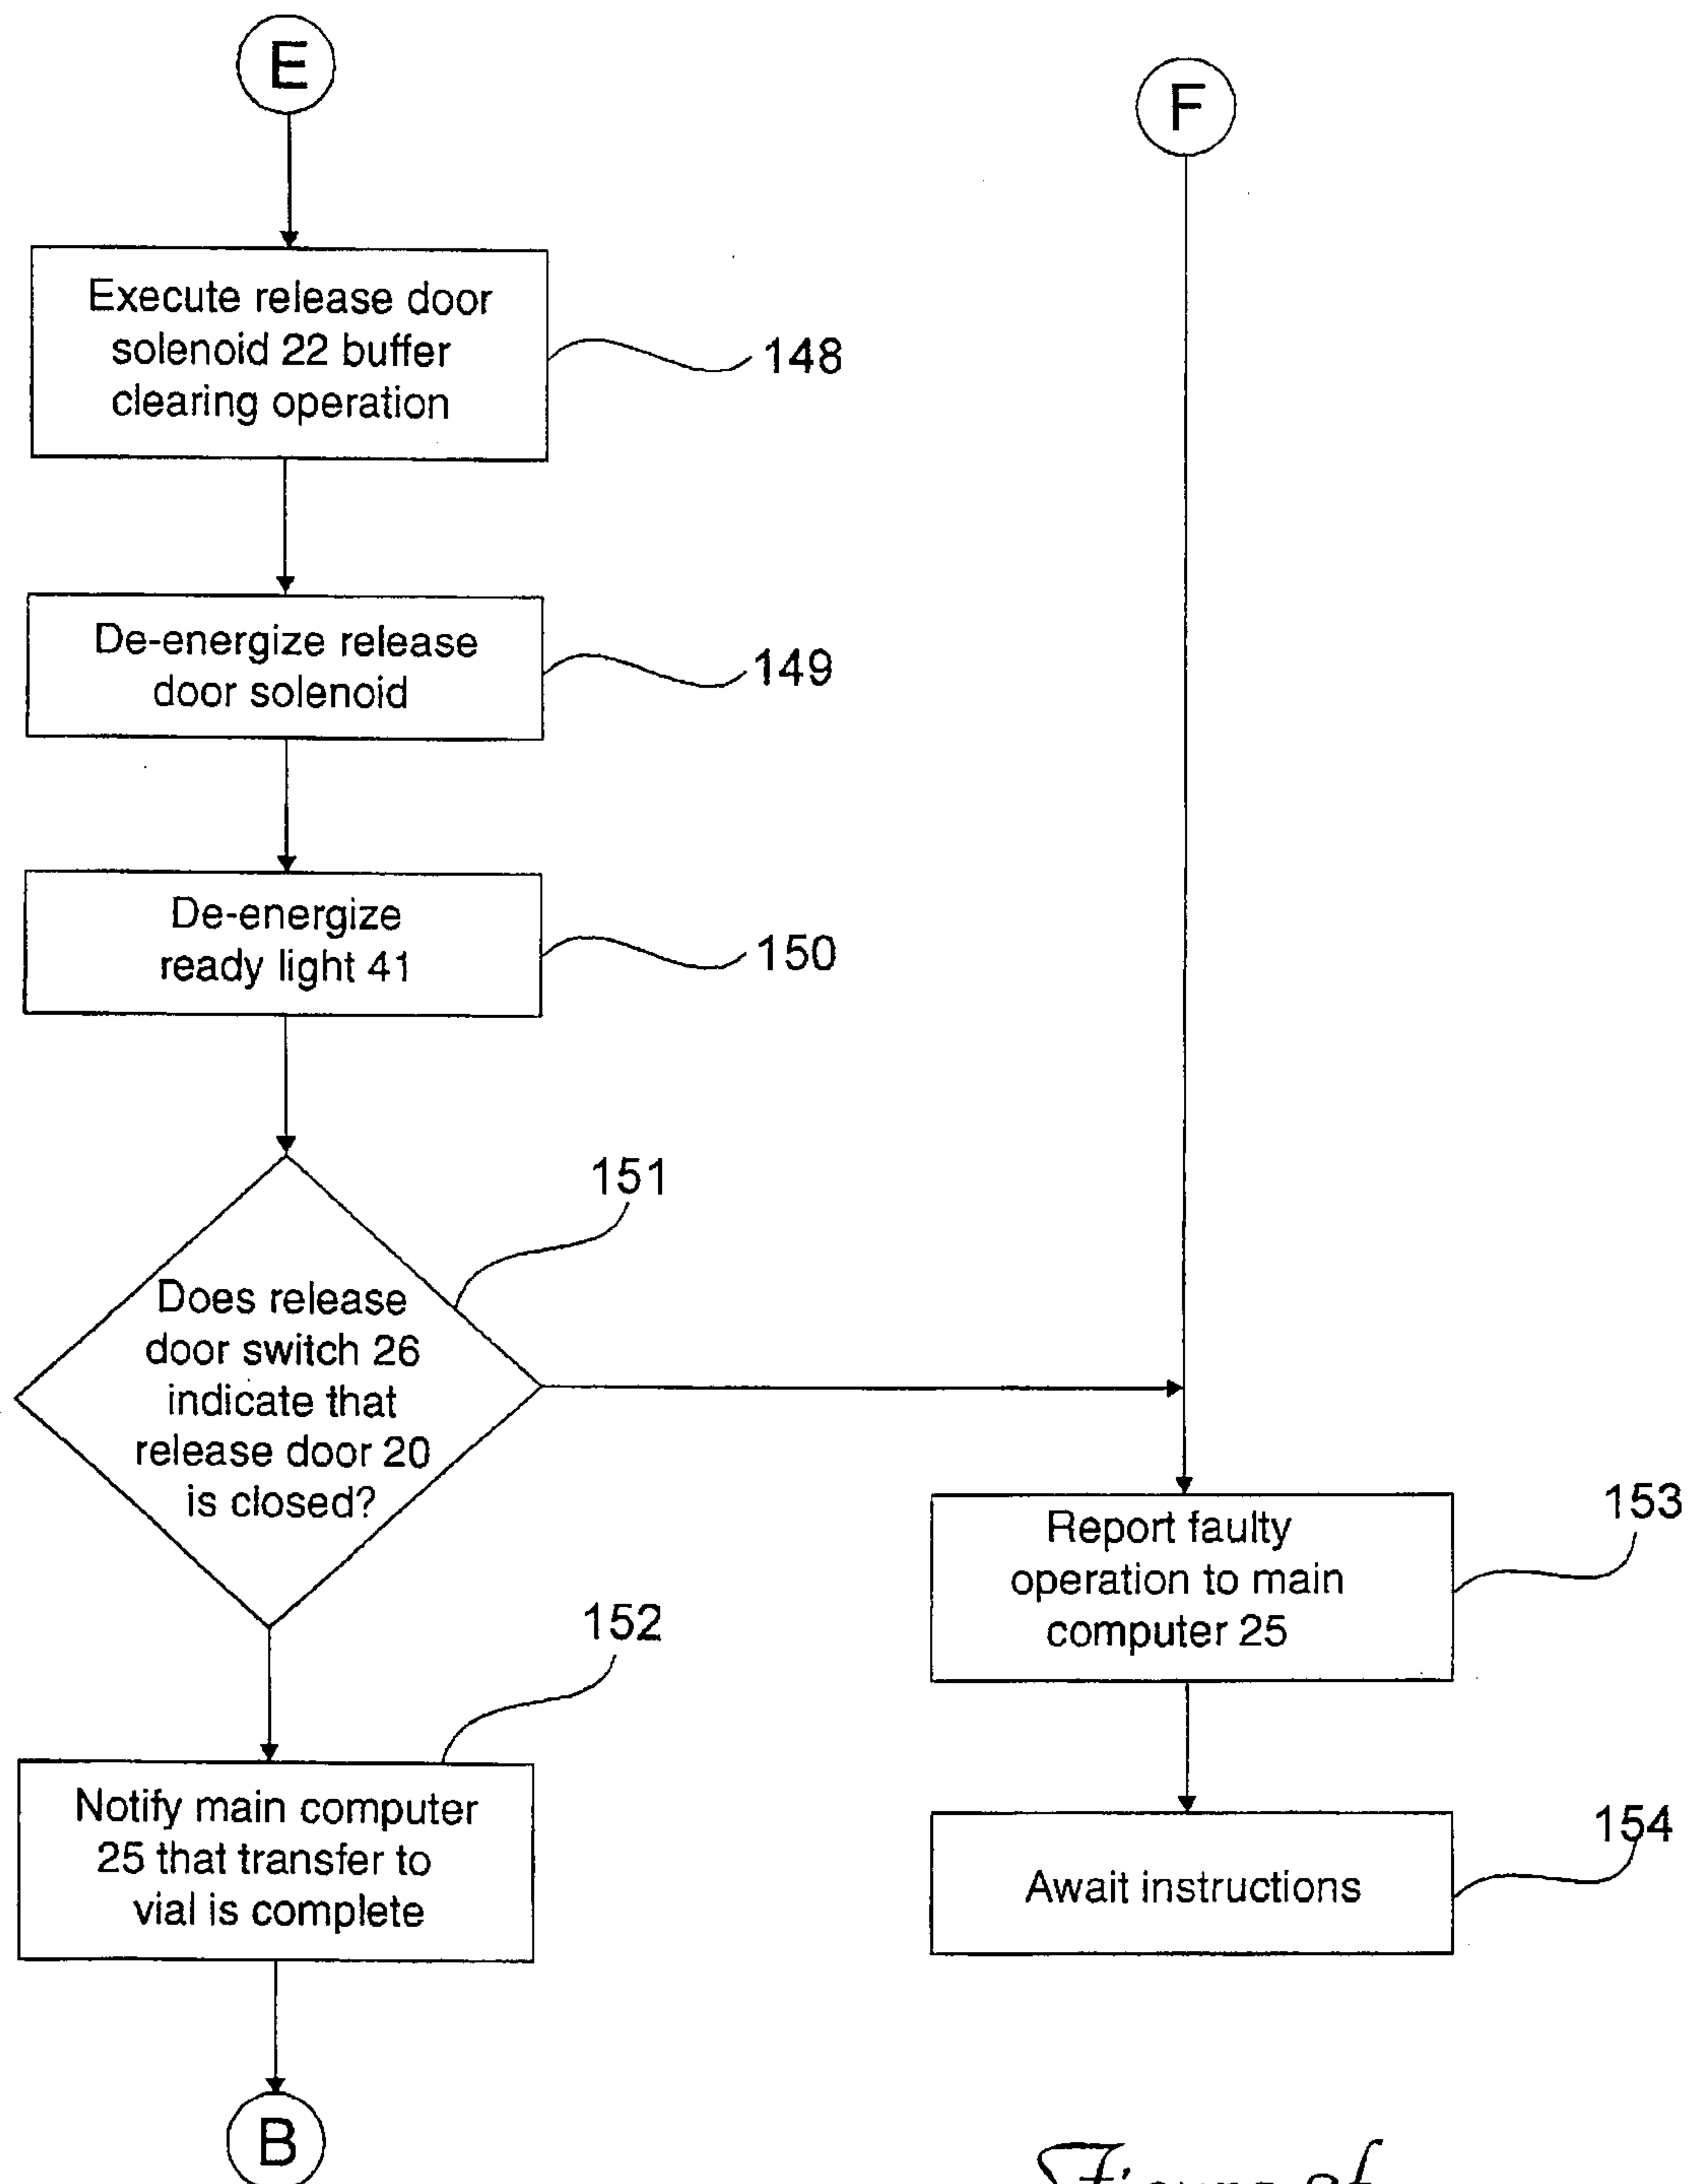 E
F
Execute release door
solenoid 22 buffer
clearing operation
148
De-energize release
door solenoid
149
De-energize
ready light 41
150
151
Does release
door switch 26
indicate that
release door 20
is closed?
153
Report faulty
operation to main
computer 25
152
Notify main computer
25 that transfer to
vial is complete
154
Await instructions
B